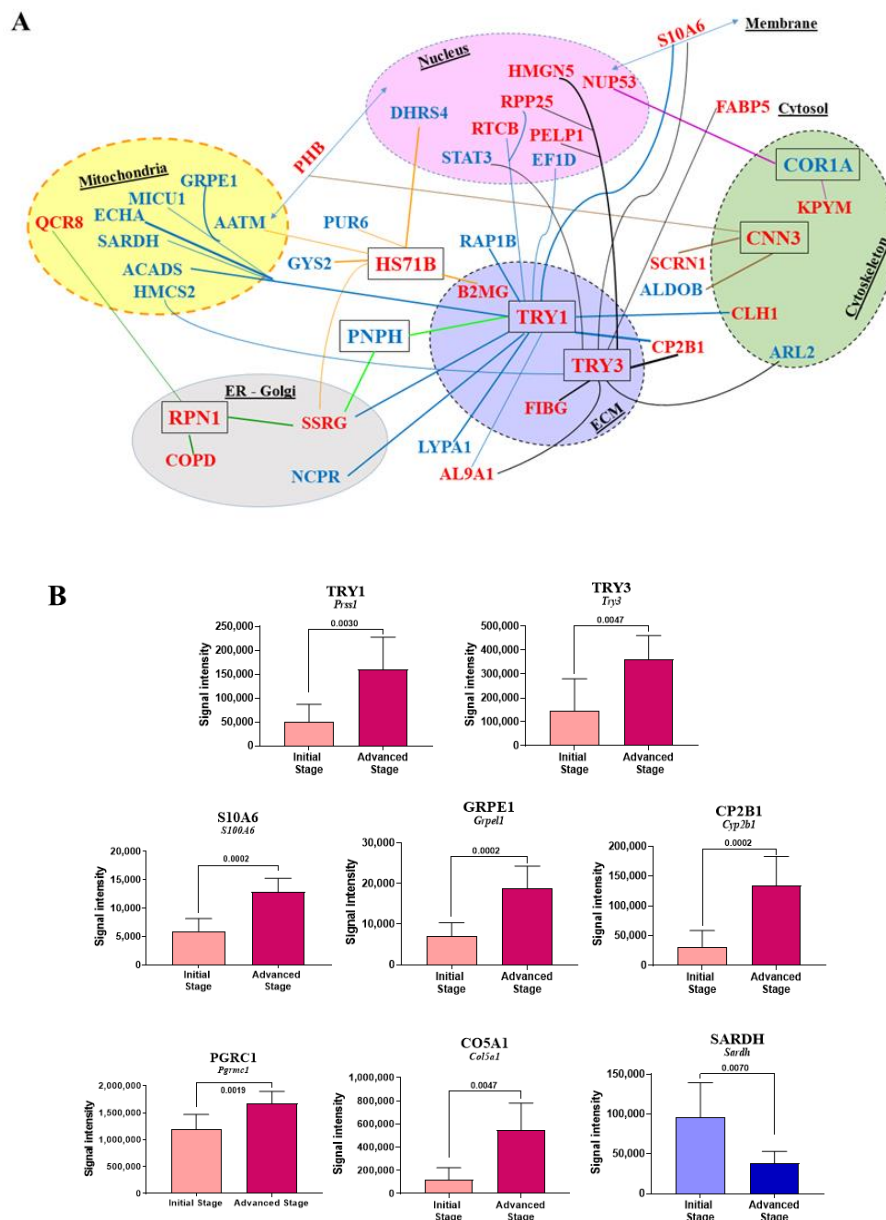 A
S10A6
Membrane
Nucleus
HMGN5
NUP53
RPP25
FABP5
Cytosol
DHRS4
RTCB
PELP1
STAT3
EF1D
PHB
COR1A
Mitochondria
GRPE1
MICU1
ECHA
AATM
QCR8
SARDH
PUR6
KPYM
CNN3
RAP1B
ACADS
GYS2
HS71B
SCRN1
HMCS2
B2MG
ALDOB
Cytoskeleton
TRY1
CLH1
PNPH
CP2B1
ARL2
TRY3
ER - Golgi
RPN1
SSRG
FIBG
ECM
COPD
LYPA1
NCPR
AL9A1
B
TRY1
Prss1
0.0030
Signal intensity
250,000
200,000
150,000
100,000
50,000
0
Initial Stage
Advanced Stage
TRY3
Try3
0.0047
Signal intensity
500,000
400,000
300,000
200,000
100,000
0
Initial Stage
Advanced Stage
S10A6
S100A6
0.0002
Signal intensity
20,000
15,000
10,000
5,000
0
Initial Stage
Advanced Stage
GRPE1
Grpel1
0.0002
Signal intensity
30,000
20,000
10,000
0
Initial Stage
Advanced Stage
CP2B1
Cyp2b1
0.0002
Signal intensity
200,000
150,000
100,000
50,000
0
Initial Stage
Advanced Stage
PGRC1
Pgrmc1
0.0019
Signal intensity
2,000,000
1,500,000
1,000,000
500,000
0
Initial Stage
Advanced Stage
CO5A1
Col5a1
0.0047
Signal intensity
1,000,000
800,000
600,000
400,000
200,000
0
Initial Stage
Advanced Stage
SARDH
Sardh
0.0070
Signal intensity
150,000
100,000
50,000
0
Initial Stage
Advanced Stage